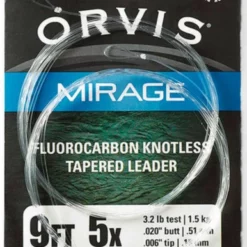 ORVIS
MIRAGE
FLUOROCARBON KNOTLESS
TAPERED LEADER
9FT 5X
3.2 lb test | 1.5 kg
.020" butt | .51 mm
.006" tip |